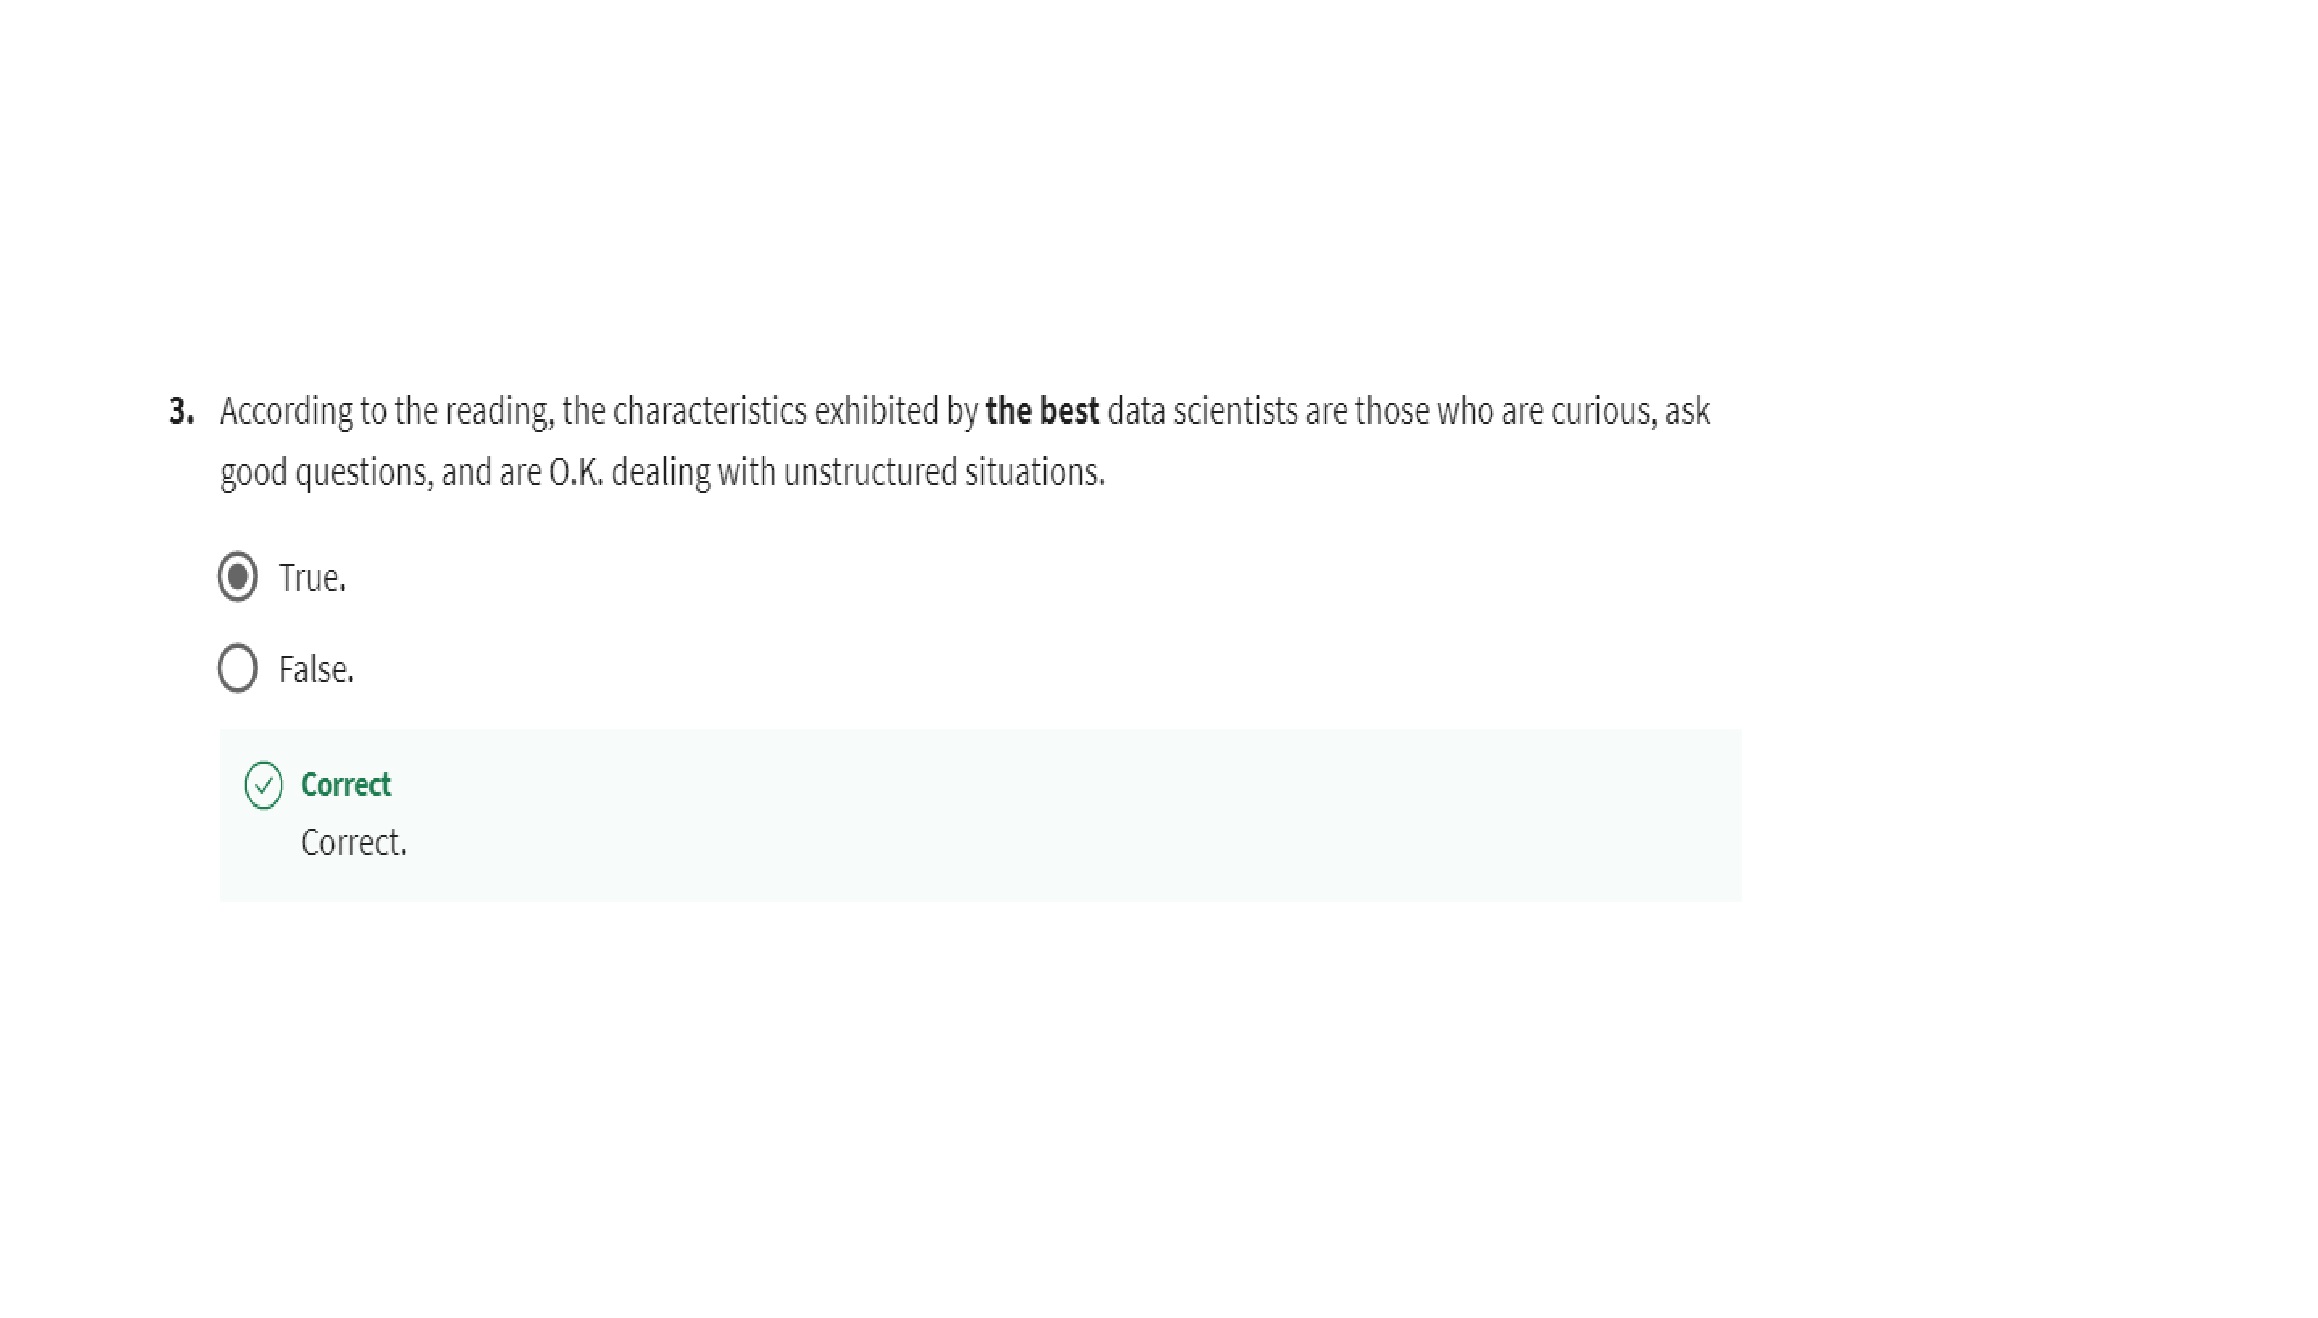 3. According to the reading, the characteristics exhibited by the best data scientists are those who are curious, ask
good questions, and are O.K. dealing with unstructured situations.
True.
False.
Correct
Correct.